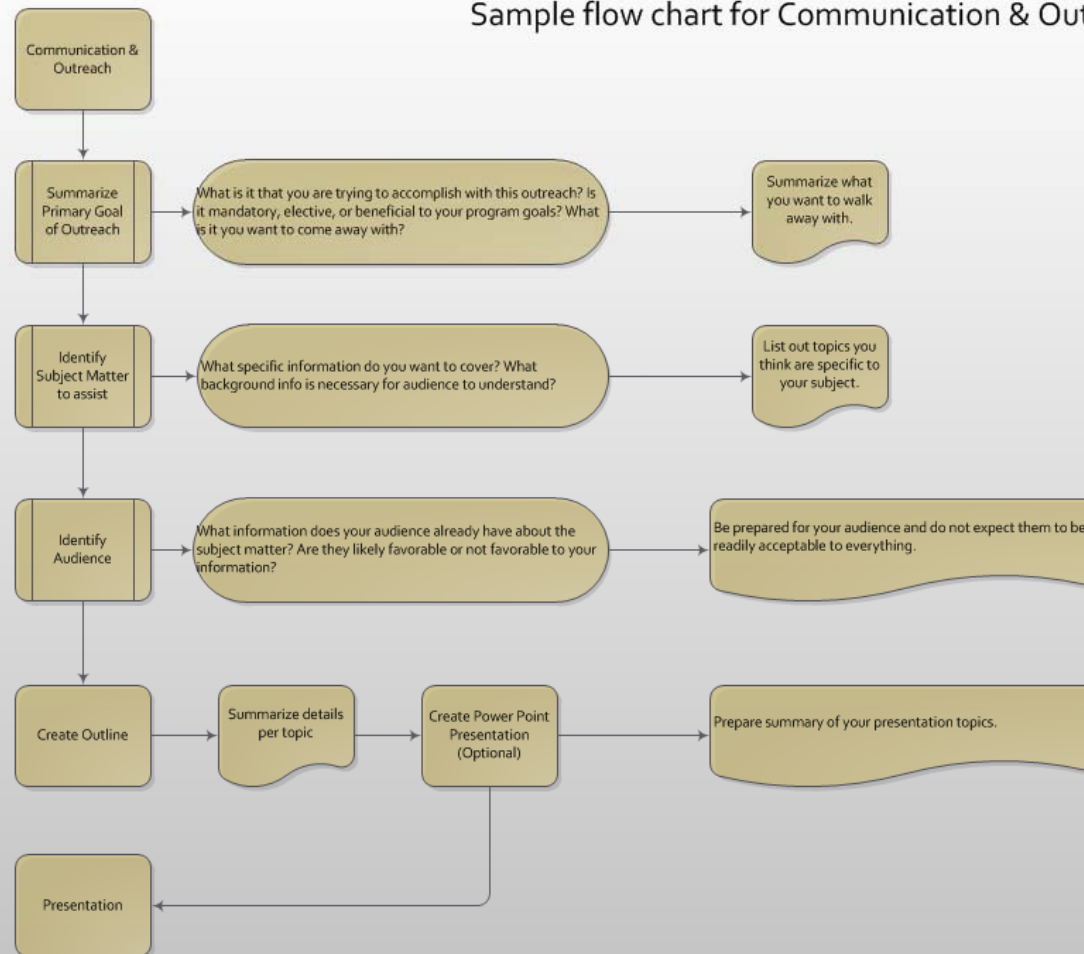 Sample flow chart for Communication & Out
Communication &
Outreach
Summarize
Primary Goal
of Outreach
What is it that you are trying to accomplish with this outreach? Is
it mandatory, elective, or beneficial to your program goals? What
is it you want to come away with?
Summarize what
you want to walk
away with.
Identify
Subject Matter
to assist
What specific information do you want to cover? What
background info is necessary for audience to understand?
List out topics you
think are specific to
your subject.
Identify
Audience
What information does your audience already have about the
subject matter? Are they likely favorable or not favorable to your
information?
Be prepared for your audience and do not expect them to be
readily acceptable to everything.
Create Outline
Summarize details
per topic
Create Power Point
Presentation
(Optional)
Prepare summary of your presentation topics.
Presentation